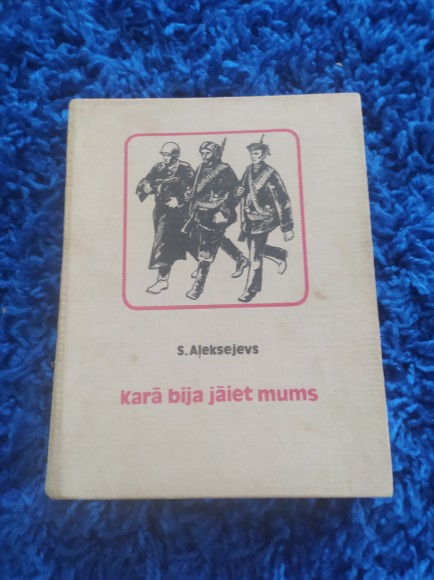 S. Aļeksejevs
Karā bija jāiet mums